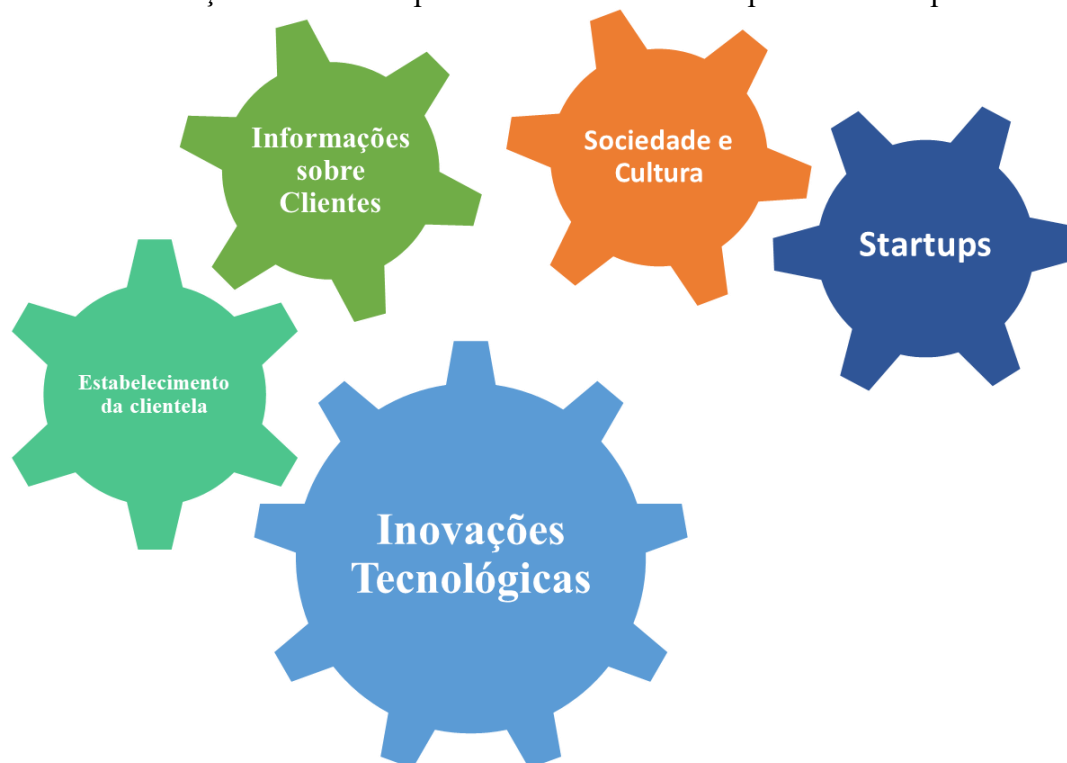 Informações
sobre
Clientes
Sociedade e
Cultura
Startups
Estabelecimento
da clientela
Inovações
Tecnológicas